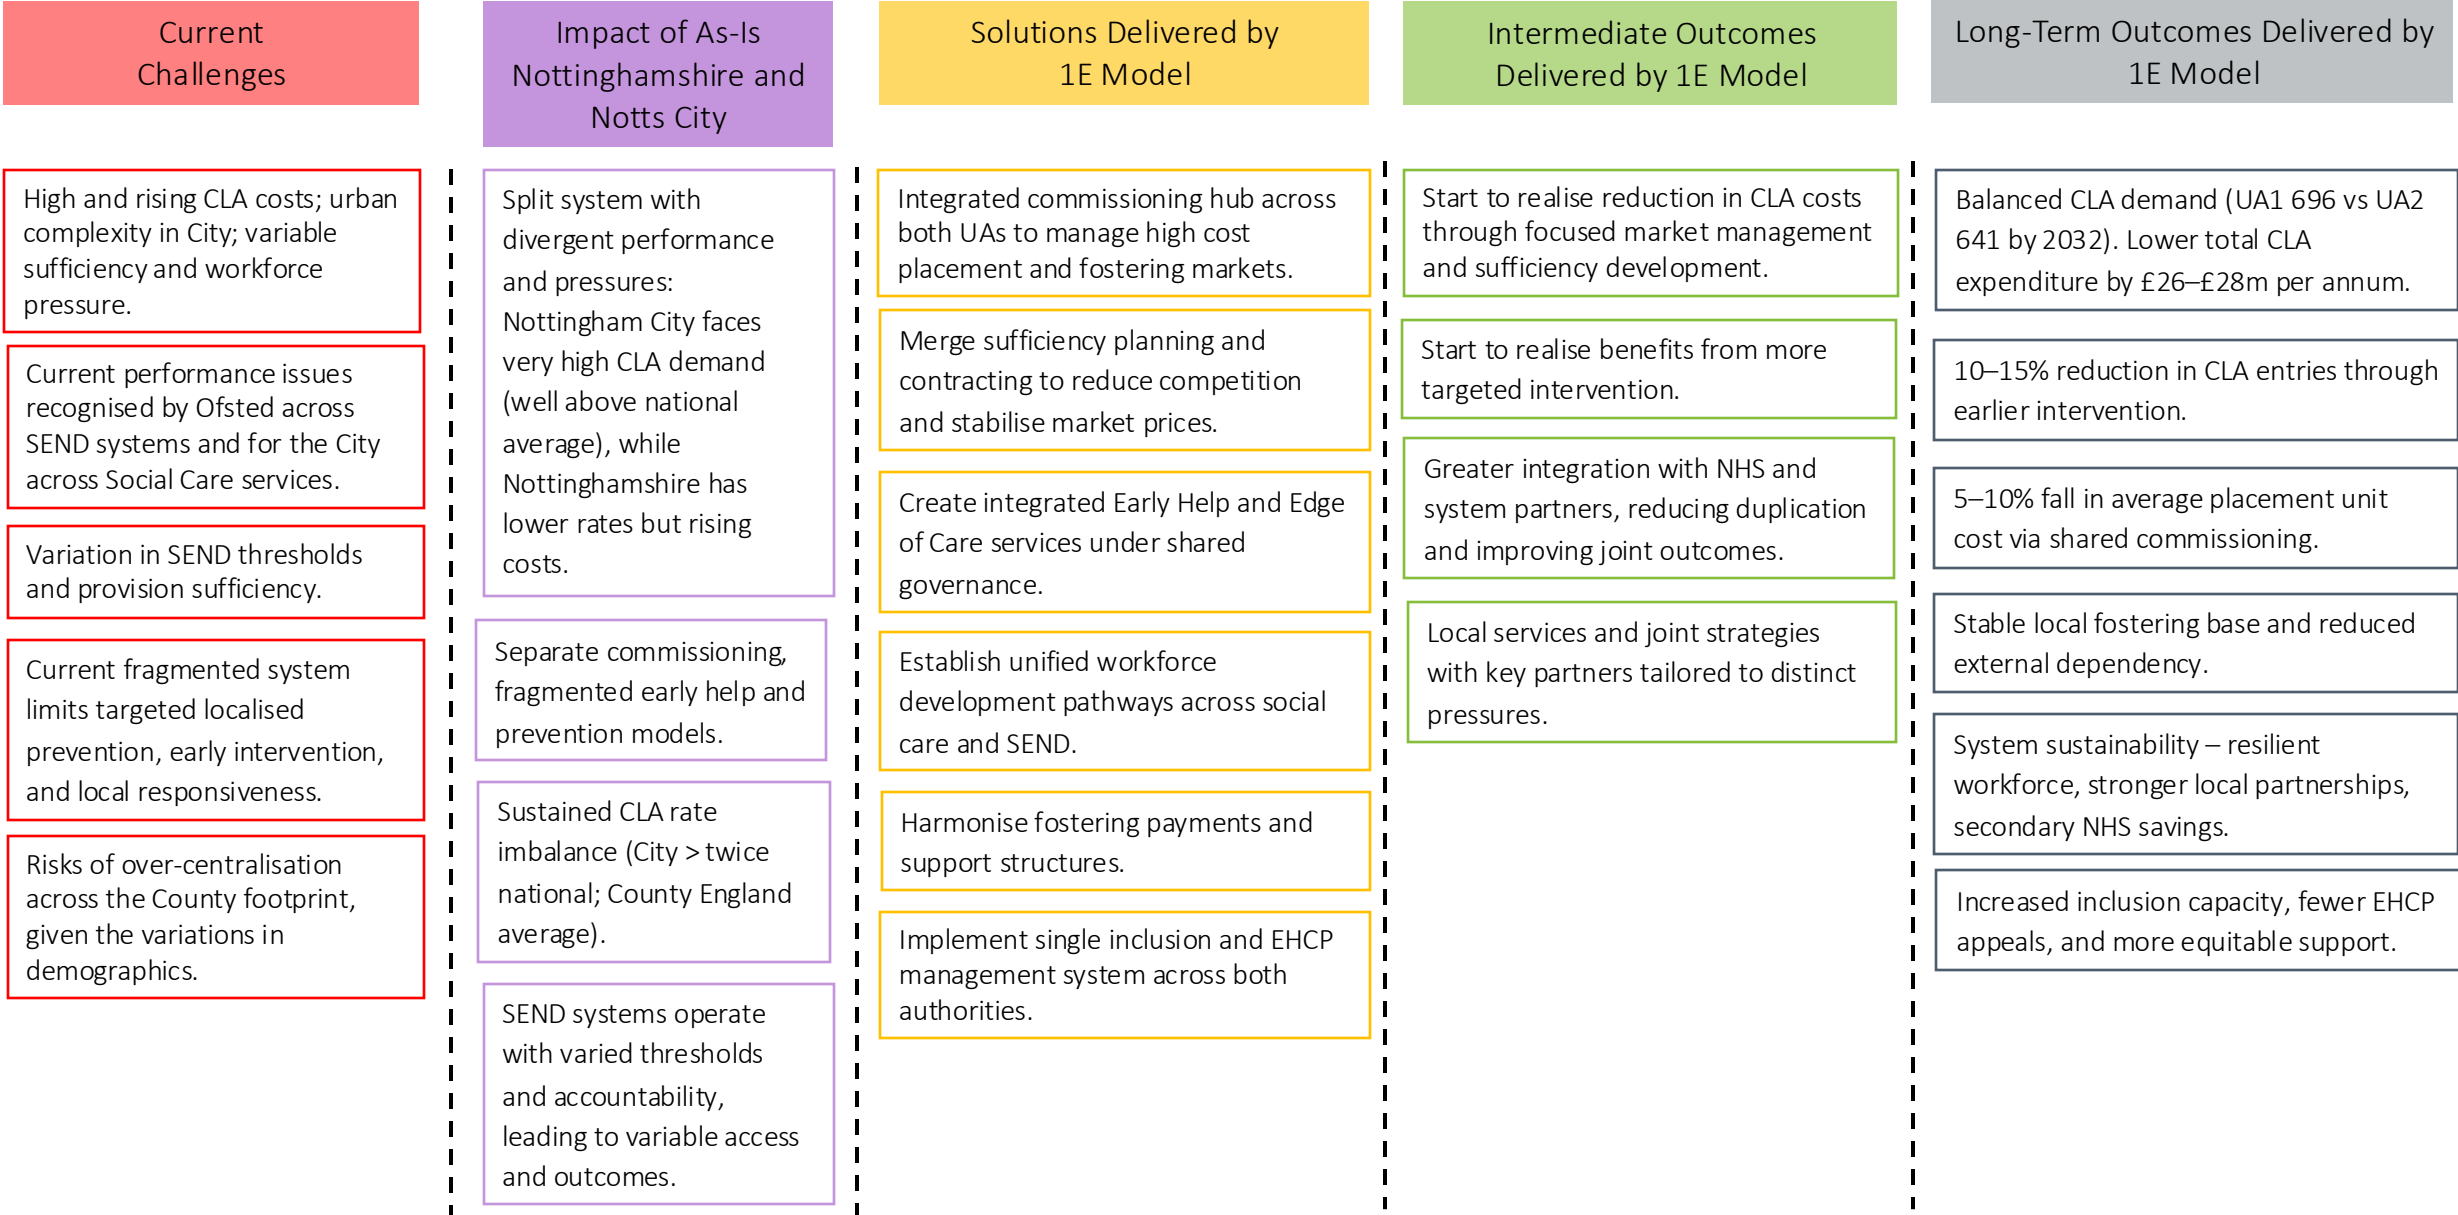 Current
Challenges
Impact of As-Is
Nottinghamshire and
Notts City
Solutions Delivered by
1E Model
Intermediate Outcomes
Delivered by 1E Model
Long-Term Outcomes Delivered by
1E Model
High and rising CLA costs; urban
complexity in City; variable
sufficiency and workforce
pressure.
Current performance issues
recognised by Ofsted across
SEND systems and for the City
across Social Care services.
Variation in SEND thresholds
and provision sufficiency.
Current fragmented system
limits targeted localised
prevention, early intervention,
and local responsiveness.
Risks of over-centralisation
across the County footprint,
given the variations in
demographics.
Split system with
divergent performance
and pressures:
Nottingham City faces
very high CLA demand
(well above national
average), while
Nottinghamshire has
lower rates but rising
costs.
Separate commissioning,
fragmented early help and
prevention models.
Sustained CLA rate
imbalance (City > twice
national; County England
average).
SEND systems operate
with varied thresholds
and accountability,
leading to variable access
and outcomes.
Integrated commissioning hub across
both UAs to manage high cost
placement and fostering markets.
Merge sufficiency planning and
contracting to reduce competition
and stabilise market prices.
Create integrated Early Help and Edge
of Care services under shared
governance.
Establish unified workforce
development pathways across social
care and SEND.
Harmonise fostering payments and
support structures.
Implement single inclusion and EHCP
management system across both
authorities.
Start to realise reduction in CLA costs
through focused market management
and sufficiency development.
Start to realise benefits from more
targeted intervention.
Greater integration with NHS and
system partners, reducing duplication
and improving joint outcomes.
Local services and joint strategies
with key partners tailored to distinct
pressures.
Balanced CLA demand (UA1 696 vs UA2
641 by 2032). Lower total CLA
expenditure by £26–£28m per annum.
10–15% reduction in CLA entries through
earlier intervention.
5–10% fall in average placement unit
cost via shared commissioning.
Stable local fostering base and reduced
external dependency.
System sustainability – resilient
workforce, stronger local partnerships,
secondary NHS savings.
Increased inclusion capacity, fewer EHCP
appeals, and more equitable support.